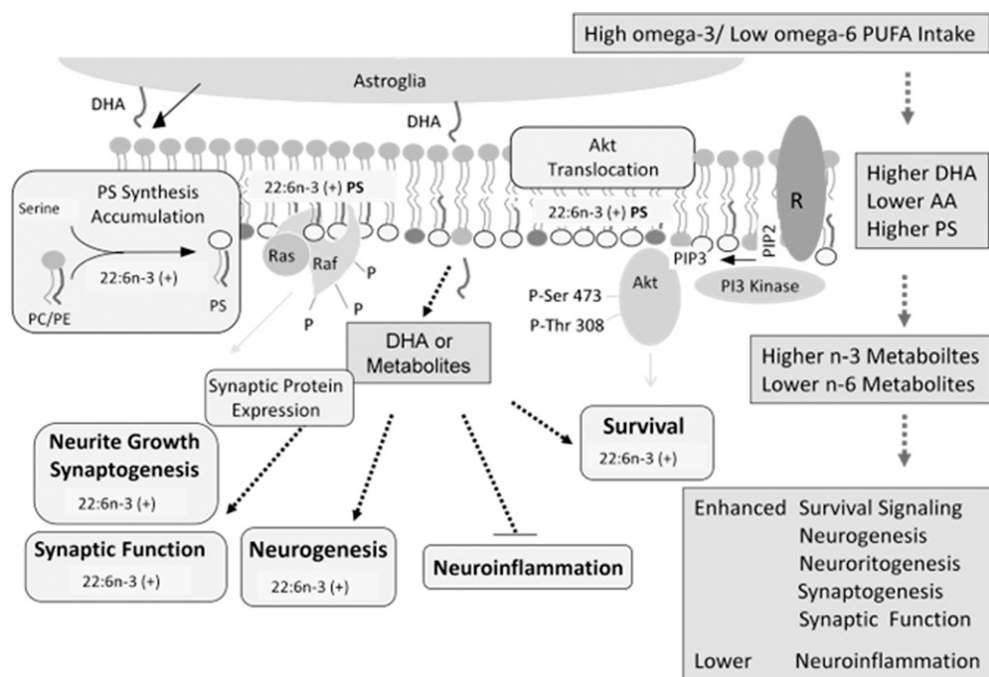 High omega-3/ Low omega-6 PUFA Intake
Astroglia
DHA
DHA
Akt
Translocation
PS Synthesis
Accumulation
Serine
22:6n-3 (+)
PC/PE
PS
22:6n-3 (+) PS
22:6n-3 (+) PS
R
Higher DHA
Lower AA
Higher PS
Ras
Raf
P
P
P
PIP3
PIP2
PI3 Kinase
Akt
P-Ser 473
P-Thr 308
DHA or
Metabolites
Higher n-3 Metaboiltes
Lower n-6 Metabolites
Synaptic Protein
Expression
Neurite Growth
Synaptogenesis
22:6n-3 (+)
Survival
22:6n-3 (+)
Synaptic Function
22:6n-3 (+)
Neurogenesis
22:6n-3 (+)
Neuroinflammation
Enhanced Survival Signaling
Neurogenesis
Neuroritogenesis
Synaptogenesis
Synaptic Function
Lower Neuroinflammation